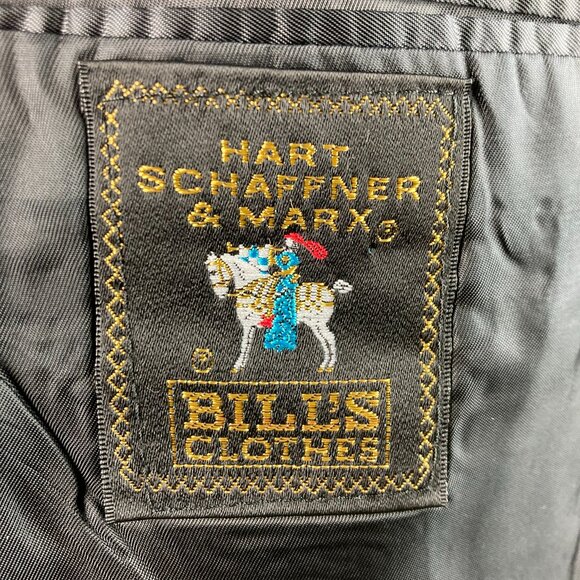 HART
SCHAFFNER
& MARX®
®
BILL'S
CLOTHES